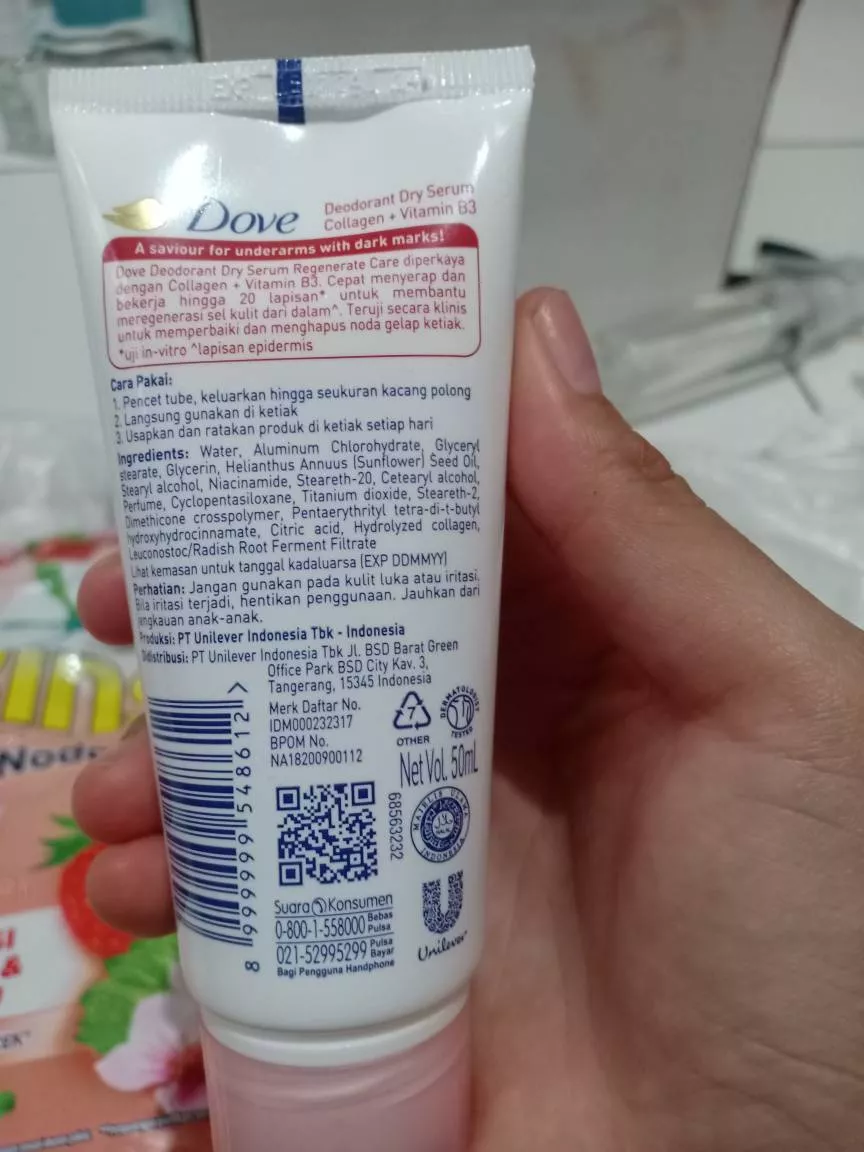 Dove
Deodorant Dry Serum
Collagen + Vitamin B3
A saviour for underarms with dark marks!
Dove Deodorant Dry Serum Regenerate Care diperkaya
dengan Collagen + Vitamin B3. Cepat menyerap dan
bekerja hingga 20 lapisan* untuk membantu
meregenerasi sel kulit dari dalam^. Teruji secara klinis
untuk memperbaiki dan menghapus noda gelap ketiak.
*uji in-vitro ^lapisan epidermis
Cara Pakai:
1. Pencet tube, keluarkan hingga seukuran kacang polong
2. Langsung gunakan di ketiak
3. Usapkan dan ratakan produk di ketiak setiap hari
Ingredients: Water, Aluminum Chlorohydrate, Glyceryl
stearate, Glycerin, Helianthus Annuus (Sunflower) Seed Oil,
Stearyl alcohol, Niacinamide, Steareth-20, Cetearyl alcohol,
Perfume, Cyclopentasiloxane, Titanium dioxide, Steareth-2,
Dimethicone crosspolymer, Pentaerythrityl tetra-di-t-butyl
hydroxyhydrocinnamate, Citric acid, Hydrolyzed collagen,
Leuconostoc/Radish Root Ferment Filtrate
Lihat kemasan untuk tanggal kadaluarsa (EXP DDMMYY)
Perhatian: Jangan gunakan pada kulit luka atau iritasi.
Bila iritasi terjadi, hentikan penggunaan. Jauhkan dari
jengkauan anak-anak.
Produksi: PT Unilever Indonesia Tbk - Indonesia
Didistribusi: PT Unilever Indonesia Tbk Jl. BSD Barat Green
Office Park BSD City Kav. 3,
Tangerang, 15345 Indonesia
Merk Daftar No.
IDM000232317
BPOM No.
NA18200900112
7
OTHER
DERMATOLOGIST
TESTED
Net Vol. 50mL
8 999999 548612 >
68563232
MAJELIS ULAMA
INDONESIA
Suara Konsumen
0-800-1-558000 Bebas Pulsa
021-52995299 Pulsa Bayar
Bagi Pengguna Handphone
Unilever
in
Noda
SI
&